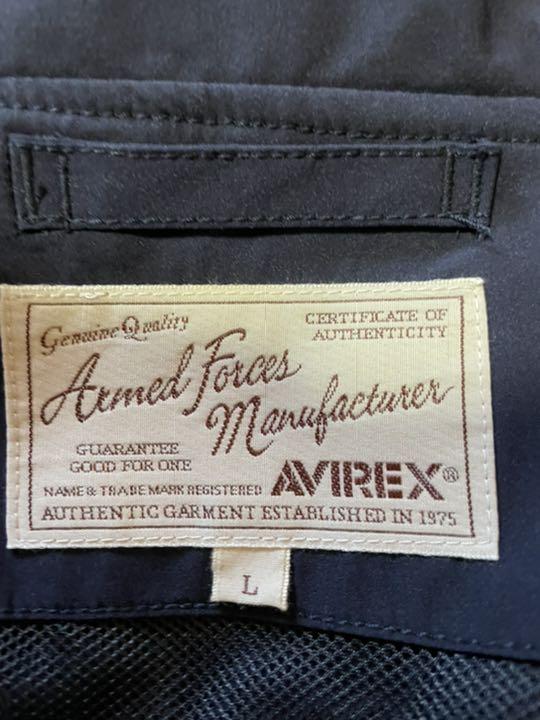 Genuine Quality
CERTIFICATE OF
AUTHENTICITY
Armed Forces
Manufacturer
GUARANTEE
GOOD FOR ONE
NAME & TRADE MARK REGISTERED
AVIREX®
AUTHENTIC GARMENT ESTABLISHED IN 1975
L